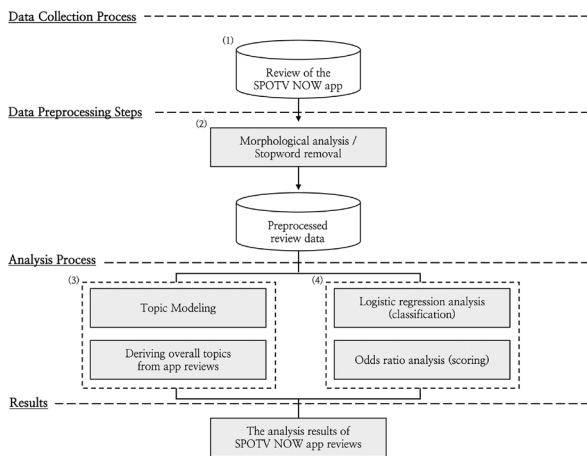 Data Collection Process
(1)
Review of the
SPOTV NOW app
Data Preprocessing Steps
(2)
Morphological analysis /
Stopword removal
Preprocessed
review data
Analysis Process
(3)
Topic Modeling
Deriving overall topics
from app reviews
(4)
Logistic regression analysis
(classification)
Odds ratio analysis (scoring)
Results
The analysis results of
SPOTV NOW app reviews